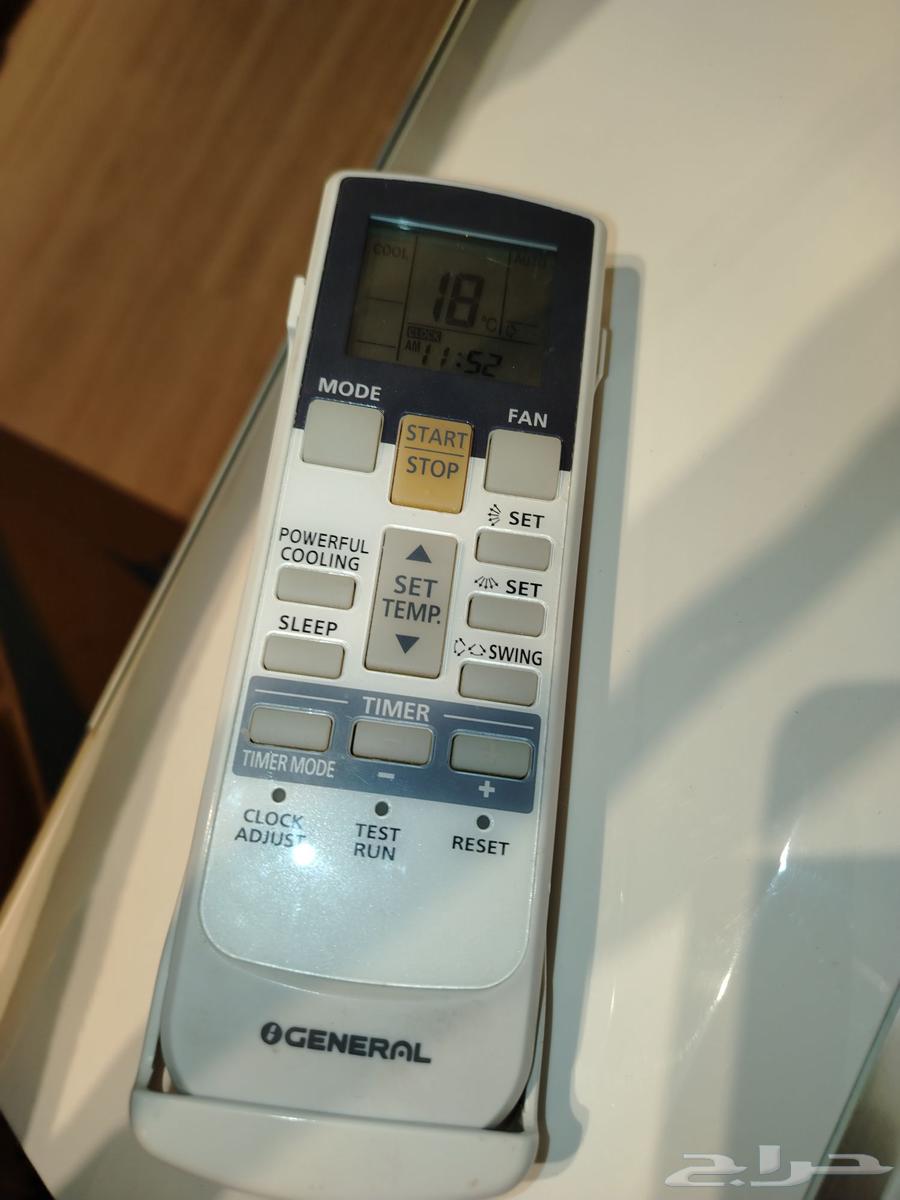 COOL
AUTO
18 °C
CLOCK
AM 11:52
MODE
FAN
START
STOP
SET
POWERFUL
COOLING
SET
TEMP.
SET
SLEEP
SWING
TIMER
TIMER MODE
-
+
CLOCK
ADJUST
TEST
RUN
RESET
GENERAL
حراج